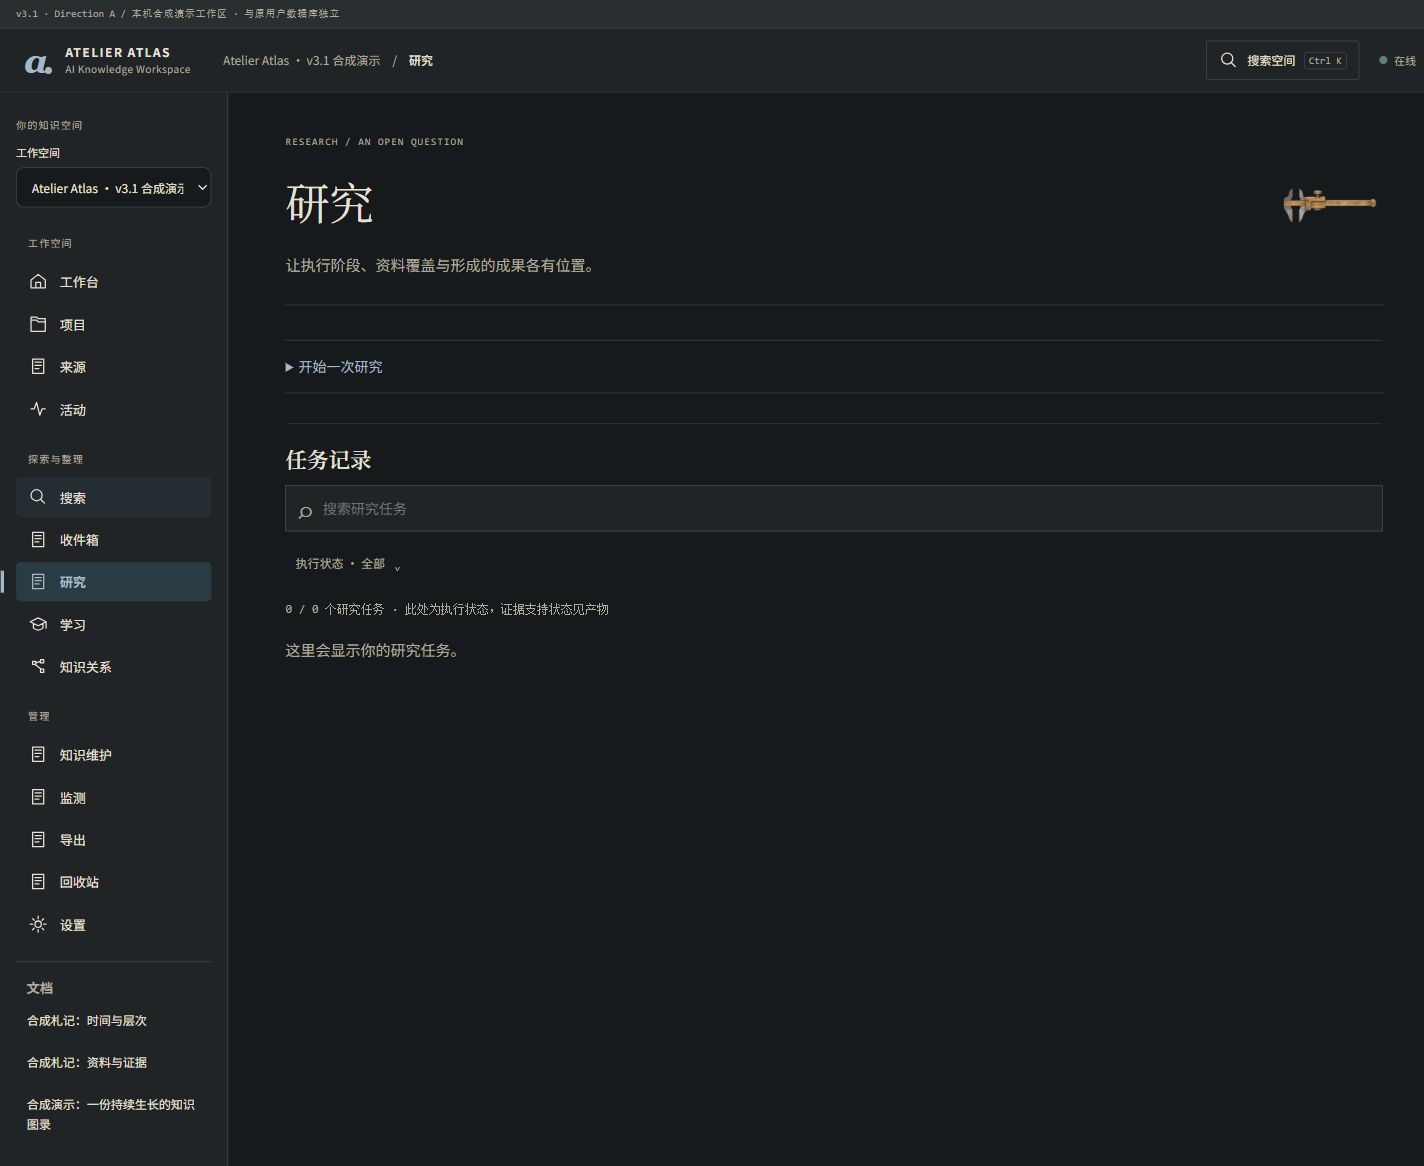 v3.1 · Direction A / 本机合成演示工作区 · 与原用户数据库独立
a.
ATELIER ATLAS
AI Knowledge Workspace
Atelier Atlas · v3.1 合成演示 / 研究
搜索空间 Ctrl K
在线
你的知识空间
工作空间
Atelier Atlas · v3.1 合成演示
工作空间
工作台
项目
来源
活动
探索与整理
搜索
收件箱
研究
学习
知识关系
管理
知识维护
监测
导出
回收站
设置
文档
合成札记：时间与层次
合成札记：资料与证据
合成演示：一份持续生长的知识
图录
RESEARCH / AN OPEN QUESTION
研究
让执行阶段、资料覆盖与形成的成果各有位置。
开始一次研究
任务记录
搜索研究任务
执行状态 · 全部
0 / 0 个研究任务 · 此处为执行状态，证据支持状态见产物
这里会显示你的研究任务。